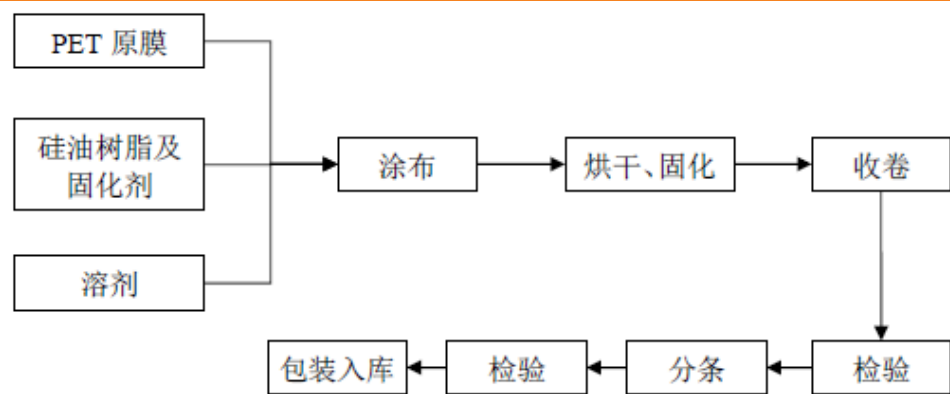 PET 原膜
硅油树脂及
固化剂
溶剂
涂布
烘干、固化
收卷
检验
分条
检验
包装入库